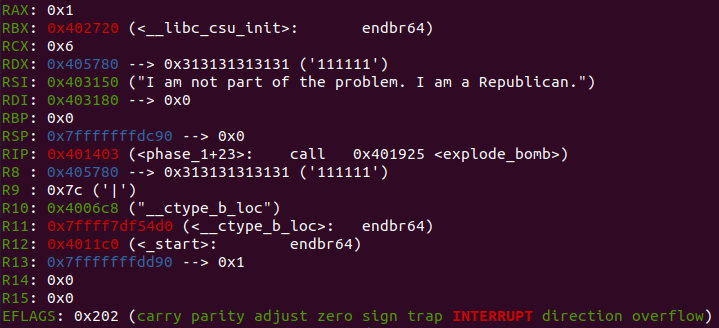 RAX: 0x1
RBX: 0x402720 (<__libc_csu_init>: endbr64)
RCX: 0x6
RDX: 0x405780 --> 0x313131313131 ('111111')
RSI: 0x403150 ("I am not part of the problem. I am a Republican.")
RDI: 0x403180 --> 0x0
RBP: 0x0
RSP: 0x7fffffffdc90 --> 0x0
RIP: 0x401403 (<phase_1+23>: call 0x401925 <explode_bomb>)
R8 : 0x405780 --> 0x313131313131 ('111111')
R9 : 0x7c ('|')
R10: 0x4006c8 ("__ctype_b_loc")
R11: 0x7ffff7df54d0 (<__ctype_b_loc>: endbr64)
R12: 0x4011c0 (<_start>: endbr64)
R13: 0x7fffffffdd90 --> 0x1
R14: 0x0
R15: 0x0
EFLAGS: 0x202 (carry parity adjust zero sign trap INTERRUPT direction overflow)